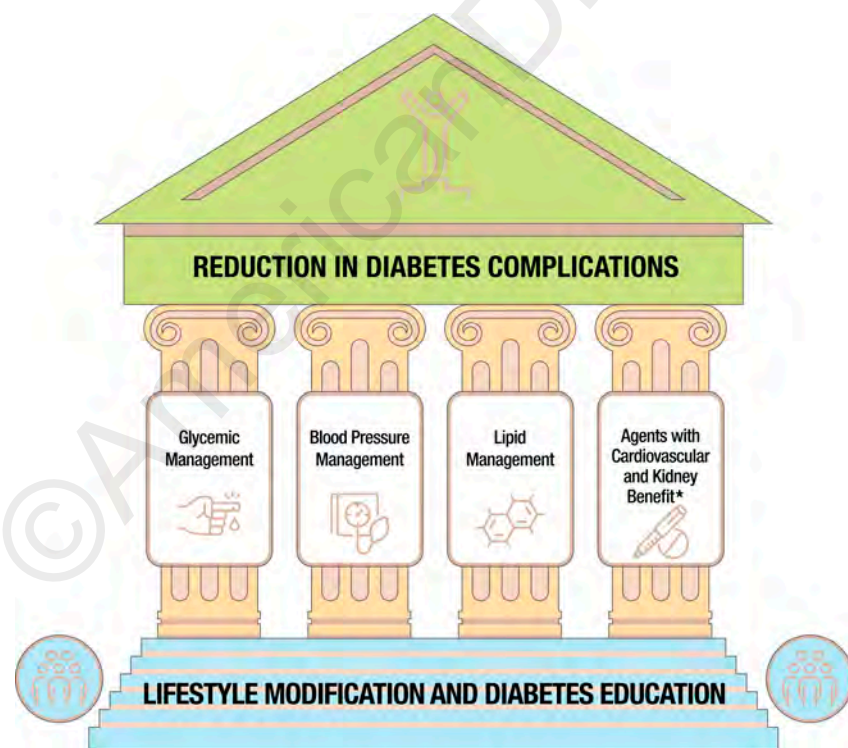 ©AmericanD
REDUCTION IN DIABETES COMPLICATIONS
Glycemic
Management
Blood Pressure
Management
Lipid
Management
Agents with
Cardiovascular
and Kidney
Benefit*
LIFESTYLE MODIFICATION AND DIABETES EDUCATION